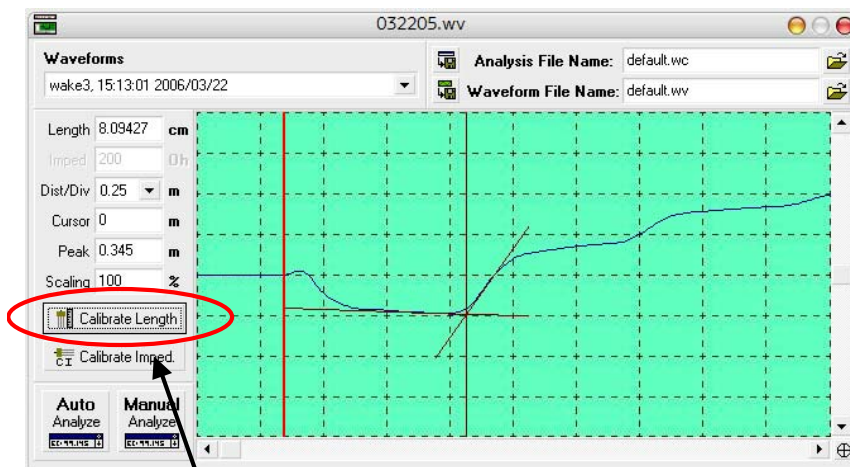 032205.wv
Waveforms
wake3, 15:13:01 2006/03/22
Analysis File Name: default.wc
Waveform File Name: default.wv
Length 8.09427 cm
Imped 200 Oh
Dist/Div 0.25 m
Cursor 0 m
Peak 0.345 m
Scaling 100 %
Calibrate Length
CI Calibrate Imped.
Auto Analyze
Manual Analyze